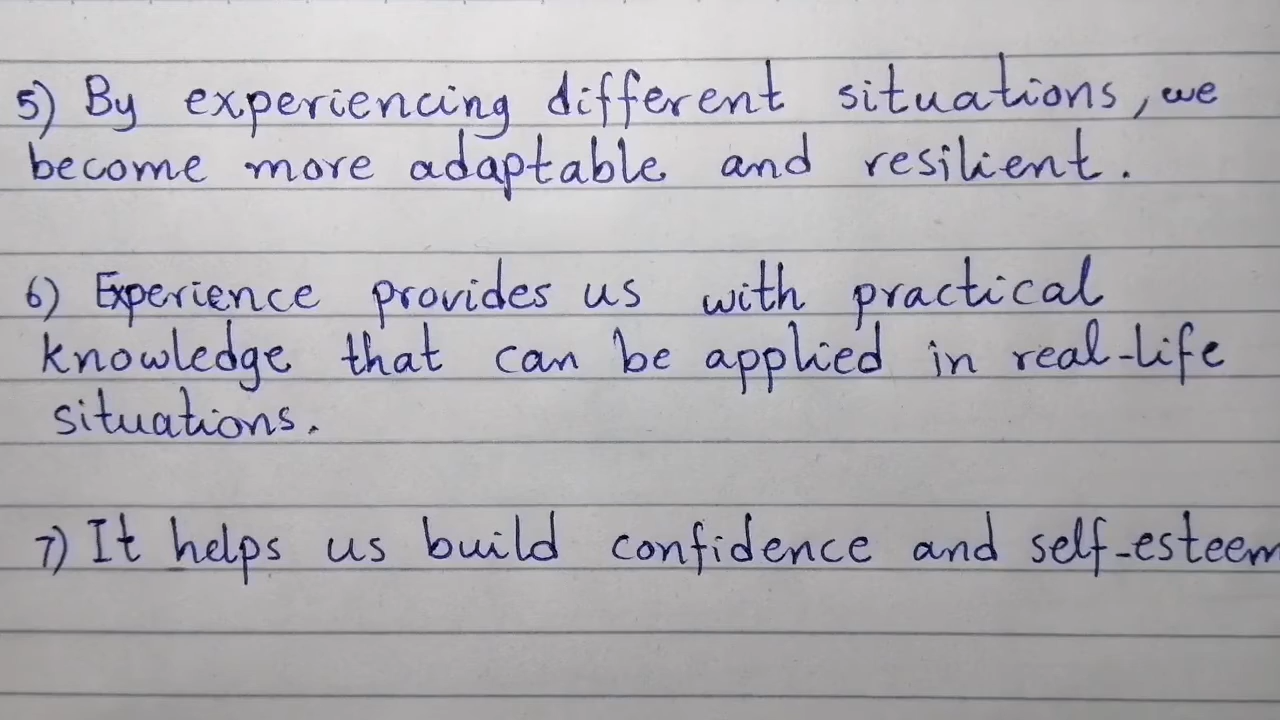 5) By experiencing different situations, we
become more adaptable and resilient.
6) Experience provides us with practical
knowledge that can be applied in real-life
situations.
7) It helps us build confidence and self-esteem